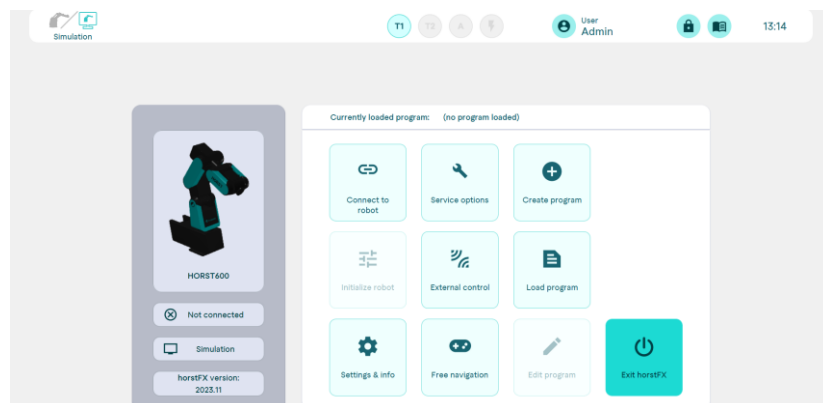 Simulation
T1
T2
A
User
Admin
13:14
Currently loaded program: (no program loaded)
HORST600
Not connected
Simulation
horstFX version:
2023.11
Connect to
robot
Service options
Create program
Initialize robot
External control
Load program
Settings & info
Free navigation
Edit program
Exit horstFX